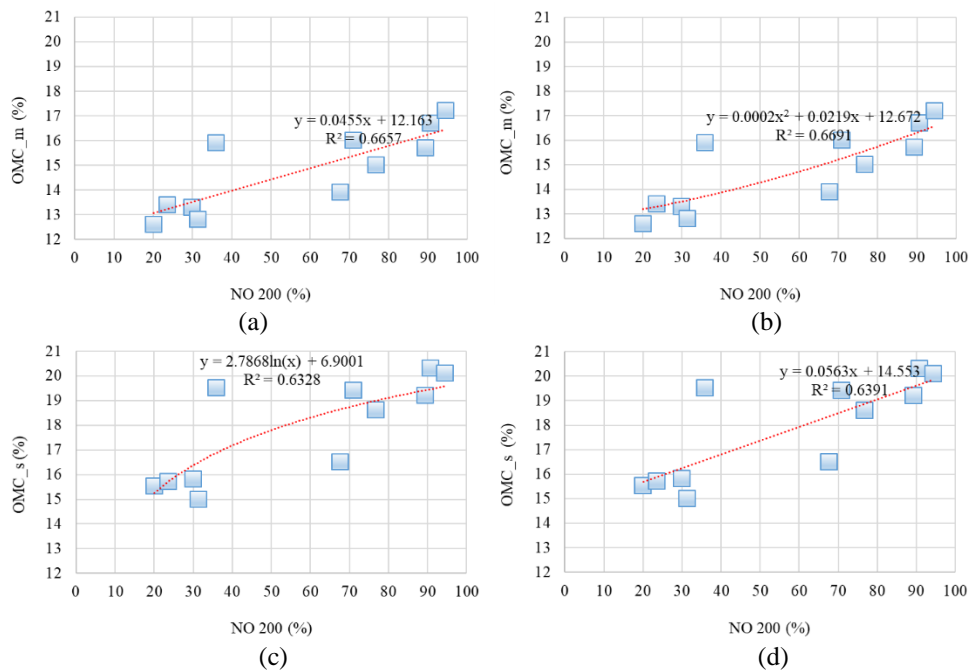 21
20
19
18
17
16
15
14
13
12
OMC_m (%)
y = 0.0455x + 12.163
R² = 0.6657
0 10 20 30 40 50 60 70 80 90 100
NO 200 (%)
(a)
21
20
19
18
17
16
15
14
13
12
OMC_m (%)
y = 0.0002x² + 0.0219x + 12.672
R² = 0.6691
0 10 20 30 40 50 60 70 80 90 100
NO 200 (%)
(b)
21
20
19
18
17
16
15
14
13
12
OMC_s (%)
y = 2.7868ln(x) + 6.9001
R² = 0.6328
0 10 20 30 40 50 60 70 80 90 100
NO 200 (%)
(c)
21
20
19
18
17
16
15
14
13
12
OMC_s (%)
y = 0.0563x + 14.553
R² = 0.6391
0 10 20 30 40 50 60 70 80 90 100
NO 200 (%)
(d)